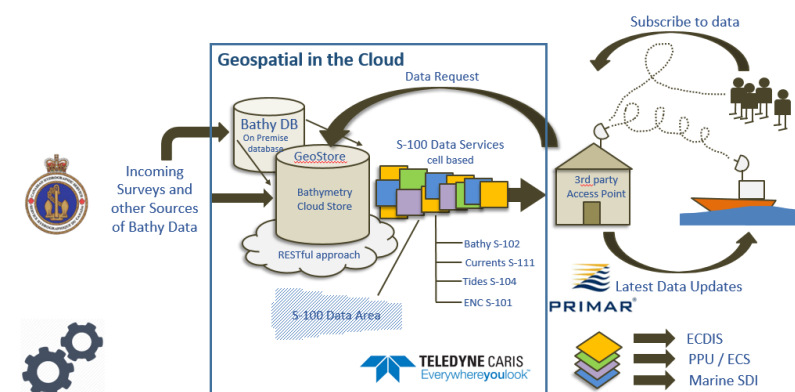 Subscribe to data
Geospatial in the Cloud
Data Request
Bathy DB
On Premise
database
GeoStore
S-100 Data Services
cell based
Incoming
Surveys and
other Sources
of Bathy Data
Bathymetry
Cloud Store
3rd party
Access Point
RESTful approach
Bathy S-102
Currents S-111
Tides S-104
ENC S-101
Latest Data Updates
PRIMAR®
S-100 Data Area
TELEDYNE CARIS
Everywhereyoulook™
ECDIS
PPU / ECS
Marine SDI